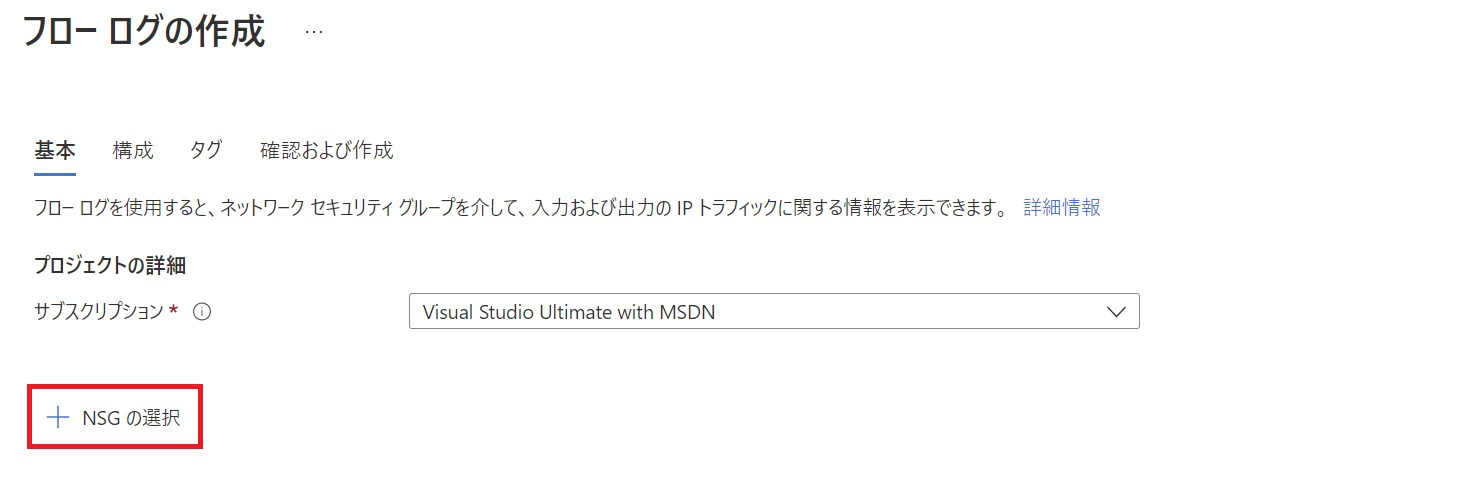 フロー ログの作成 ...
基本 構成 タグ 確認および作成
フロー ログを使用すると、ネットワーク セキュリティ グループを介して、入力および出力の IP トラフィックに関する情報を表示できます。 詳細情報
プロジェクトの詳細
サブスクリプション * Visual Studio Ultimate with MSDN
NSG の選択